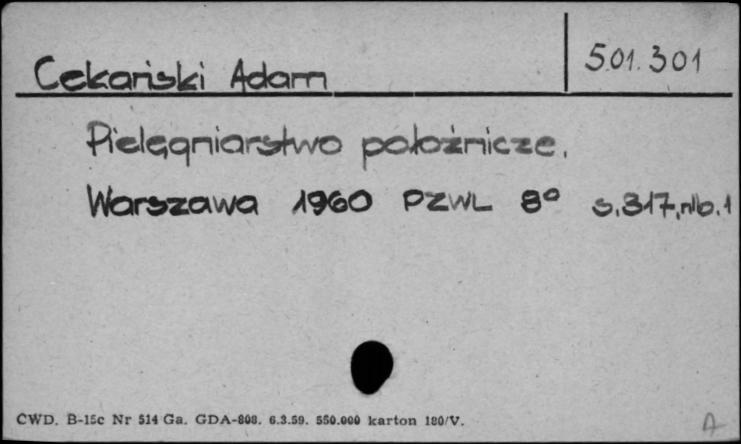 Cekański Adam
501.301
Pielęgniarstwo położnicze.
Warszawa 1960 PZWL 8° s.317,nlb.1
CWD. B-15c Nr 514 Ga. GDA-808. 6.3.59. 550.000 karton 180/V.
A